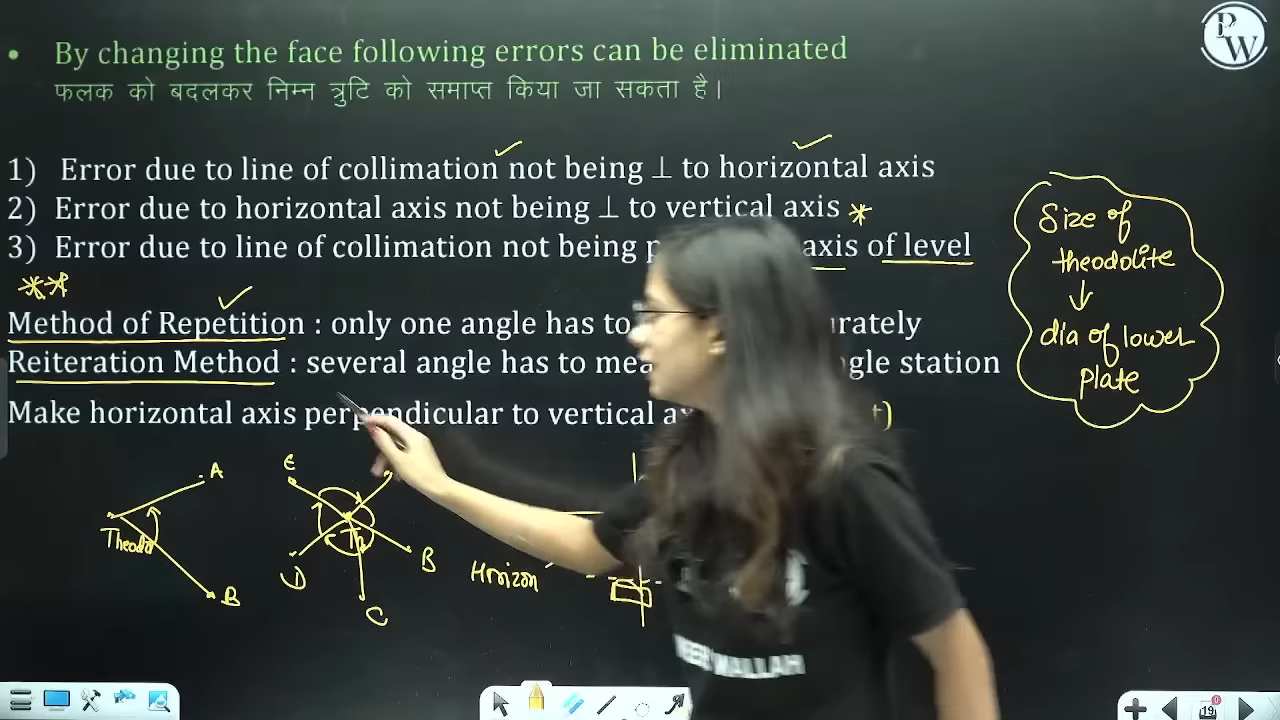 PW
• By changing the face following errors can be eliminated
फलक को बदलकर निम्न त्रुटि को समाप्त किया जा सकता है।
1) Error due to line of collimation not being ⊥ to horizontal axis
2) Error due to horizontal axis not being ⊥ to vertical axis *
3) Error due to line of collimation not being axis of level
**
Method of Repetition : only one angle has to
Reiteration Method : several angle has to station
Make horizontal axis perpendicular to vertical
Size of
theodolite
↓
dia of lower
plate
A
Theodo
B
E
B
D
C
Horizon
WALLAH
19